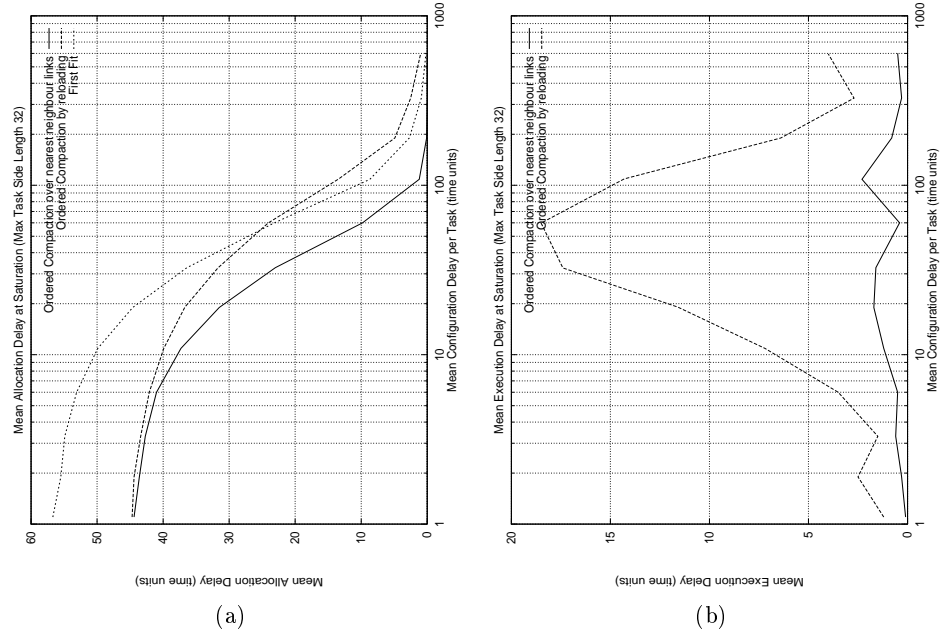 Mean Allocation Delay at Saturation (Max Task Side Length 32)
Ordered Compaction over nearest neighbour links
Ordered Compaction by reloading
First Fit
60
50
40
30
20
10
0
1
10
100
1000
Mean Configuration Delay per Task (time units)
Mean Allocation Delay (time units)
(a)
Mean Execution Delay at Saturation (Max Task Side Length 32)
Ordered Compaction over nearest neighbour links
Ordered Compaction by reloading
20
15
10
5
0
1
10
100
1000
Mean Configuration Delay per Task (time units)
Mean Execution Delay (time units)
(b)